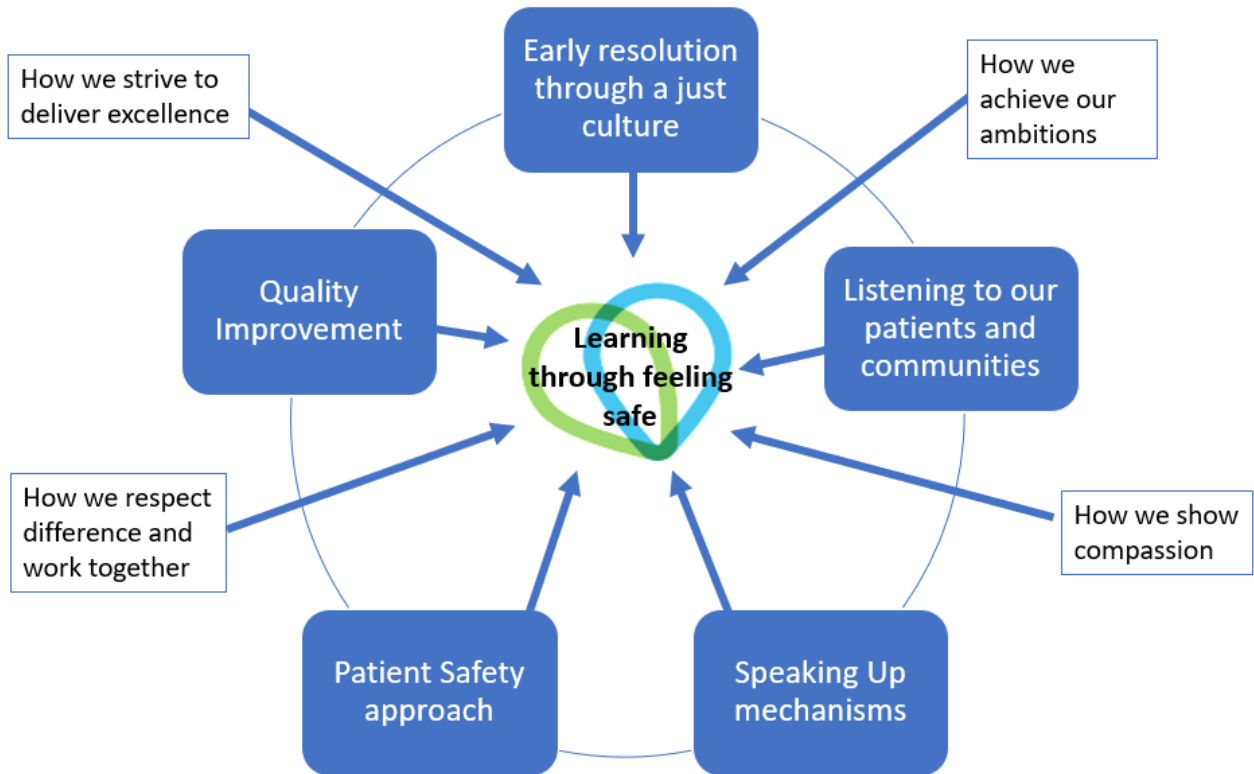 Early resolution
through a just
culture
How we strive to
deliver excellence
How we
achieve our
ambitions
Quality
Improvement
Listening to our
patients and
communities
Learning
through feeling
safe
How we respect
difference and
work together
How we show
compassion
Patient Safety
approach
Speaking Up
mechanisms